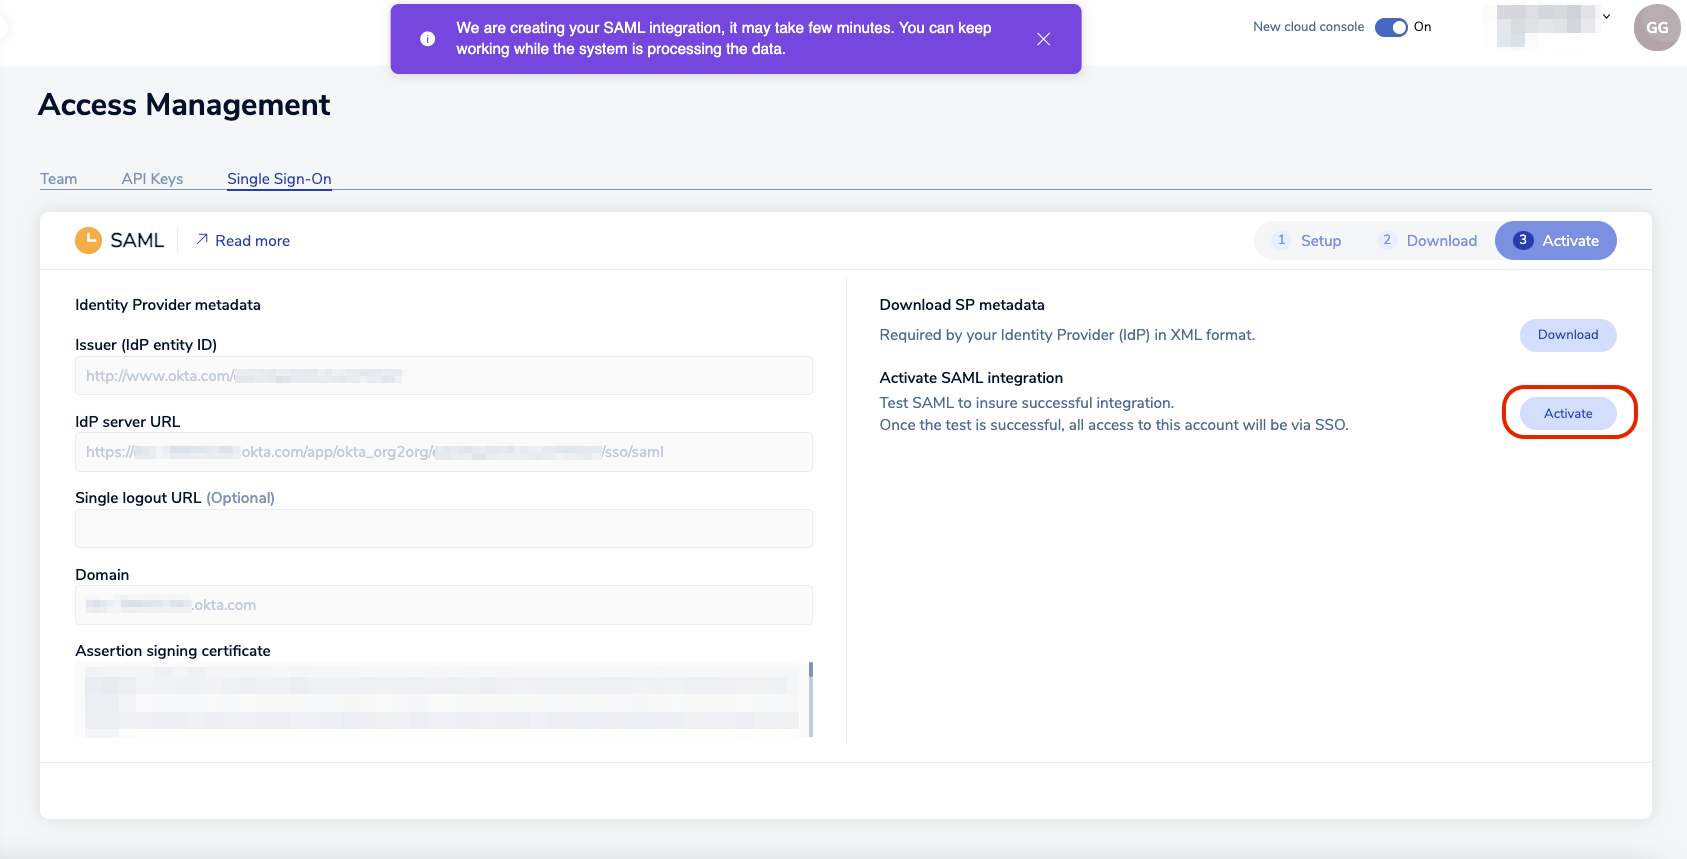 We are creating your SAML integration, it may take few minutes. You can keep
working while the system is processing the data.
New cloud console
On
GG
Access Management
Team
API Keys
Single Sign-On
SAML
Read more
1 Setup
2 Download
3 Activate
Identity Provider metadata
Issuer (IdP entity ID)
http://www.okta.com/
IdP server URL
https:// okta.com/app/okta_org2org/ /sso/saml
Single logout URL (Optional)
Domain
.okta.com
Assertion signing certificate
Download SP metadata
Required by your Identity Provider (IdP) in XML format.
Download
Activate SAML integration
Test SAML to insure successful integration.
Once the test is successful, all access to this account will be via SSO.
Activate